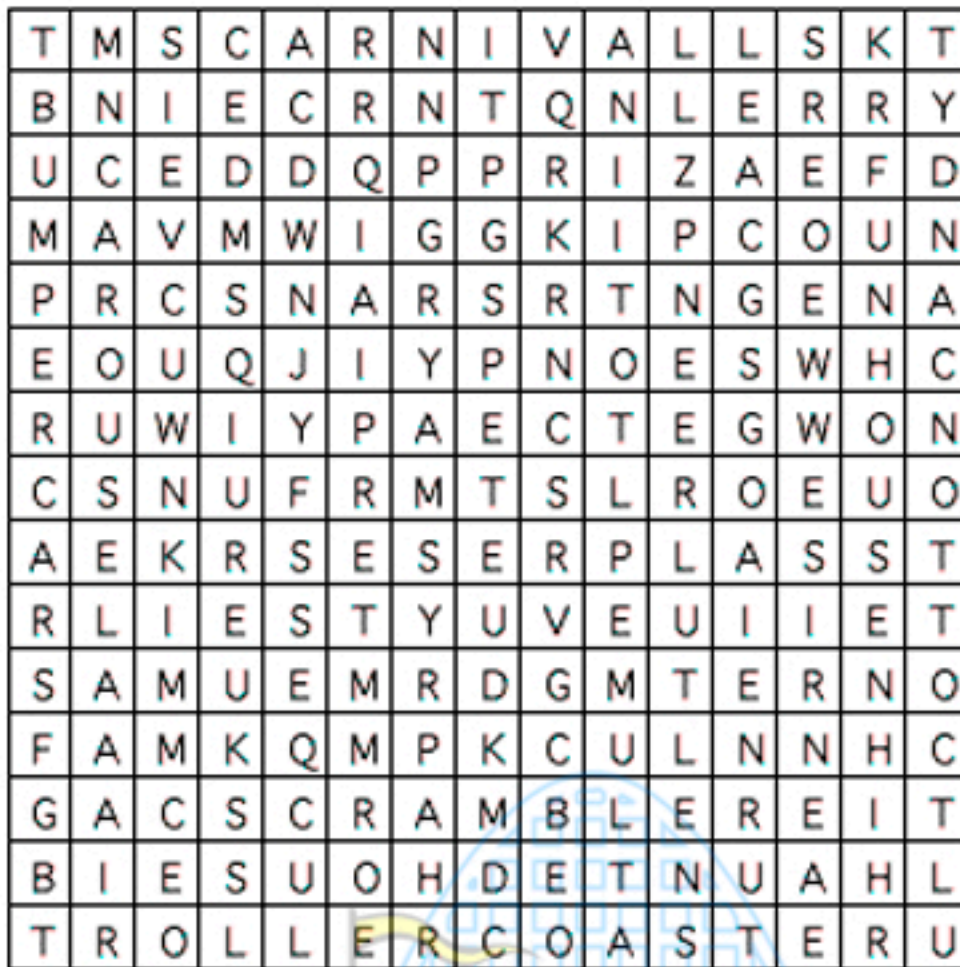 T M S C A R N I V A L L S K T
B N I E C R N T Q N L E R R Y
U C E D D Q P P R I Z A E F D
M A V M W I G G K I P C O U N
P R C S N A R S R T N G E N A
E O U Q J I Y P N O E S W H C
R U W I Y P A E C T E G W O N
C S N U F R M T S L R O E U O
A E K R S E S E R P L A S S T
R L I E S T Y U V E U I I E T
S A M U E M R D G M T E R N O
F A M K Q M P K C U L N N H C
G A C S C R A M B L E R E I T
B I E S U O H D E T N U A H L
T R O L L E R C O A S T E R U